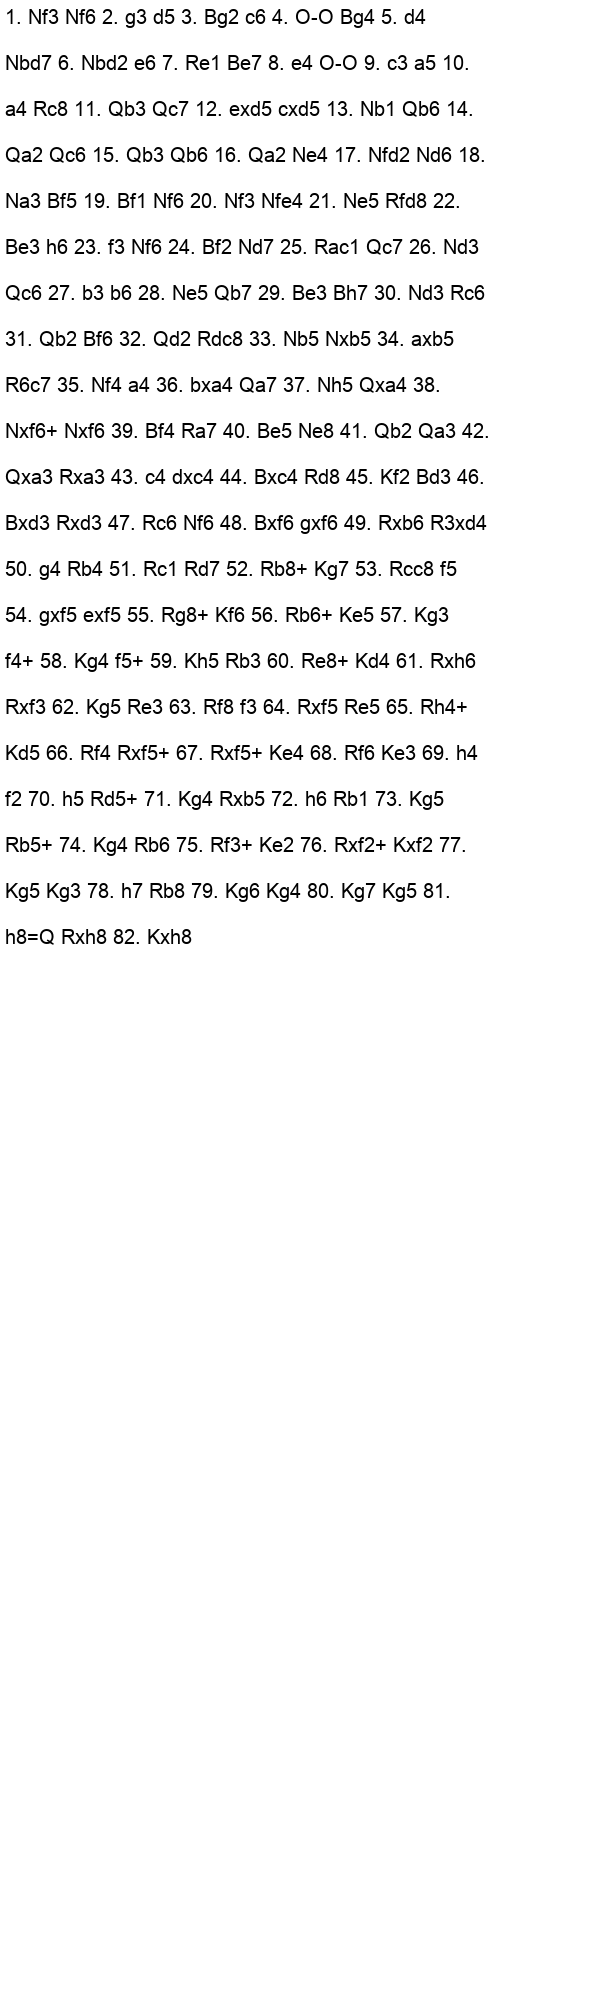 1. Nf3 Nf6 2. g3 d5 3. Bg2 c6 4. O-O Bg4 5. d4
Nbd7 6. Nbd2 e6 7. Re1 Be7 8. e4 O-O 9. c3 a5 10.
a4 Rc8 11. Qb3 Qc7 12. exd5 cxd5 13. Nb1 Qb6 14.
Qa2 Qc6 15. Qb3 Qb6 16. Qa2 Ne4 17. Nfd2 Nd6 18.
Na3 Bf5 19. Bf1 Nf6 20. Nf3 Nfe4 21. Ne5 Rfd8 22.
Be3 h6 23. f3 Nf6 24. Bf2 Nd7 25. Rac1 Qc7 26. Nd3
Qc6 27. b3 b6 28. Ne5 Qb7 29. Be3 Bh7 30. Nd3 Rc6
31. Qb2 Bf6 32. Qd2 Rdc8 33. Nb5 Nxb5 34. axb5
R6c7 35. Nf4 a4 36. bxa4 Qa7 37. Nh5 Qxa4 38.
Nxf6+ Nxf6 39. Bf4 Ra7 40. Be5 Ne8 41. Qb2 Qa3 42.
Qxa3 Rxa3 43. c4 dxc4 44. Bxc4 Rd8 45. Kf2 Bd3 46.
Bxd3 Rxd3 47. Rc6 Nf6 48. Bxf6 gxf6 49. Rxb6 R3xd4
50. g4 Rb4 51. Rc1 Rd7 52. Rb8+ Kg7 53. Rcc8 f5
54. gxf5 exf5 55. Rg8+ Kf6 56. Rb6+ Ke5 57. Kg3
f4+ 58. Kg4 f5+ 59. Kh5 Rb3 60. Re8+ Kd4 61. Rxh6
Rxf3 62. Kg5 Re3 63. Rf8 f3 64. Rxf5 Re5 65. Rh4+
Kd5 66. Rf4 Rxf5+ 67. Rxf5+ Ke4 68. Rf6 Ke3 69. h4
f2 70. h5 Rd5+ 71. Kg4 Rxb5 72. h6 Rb1 73. Kg5
Rb5+ 74. Kg4 Rb6 75. Rf3+ Ke2 76. Rxf2+ Kxf2 77.
Kg5 Kg3 78. h7 Rb8 79. Kg6 Kg4 80. Kg7 Kg5 81.
h8=Q Rxh8 82. Kxh8